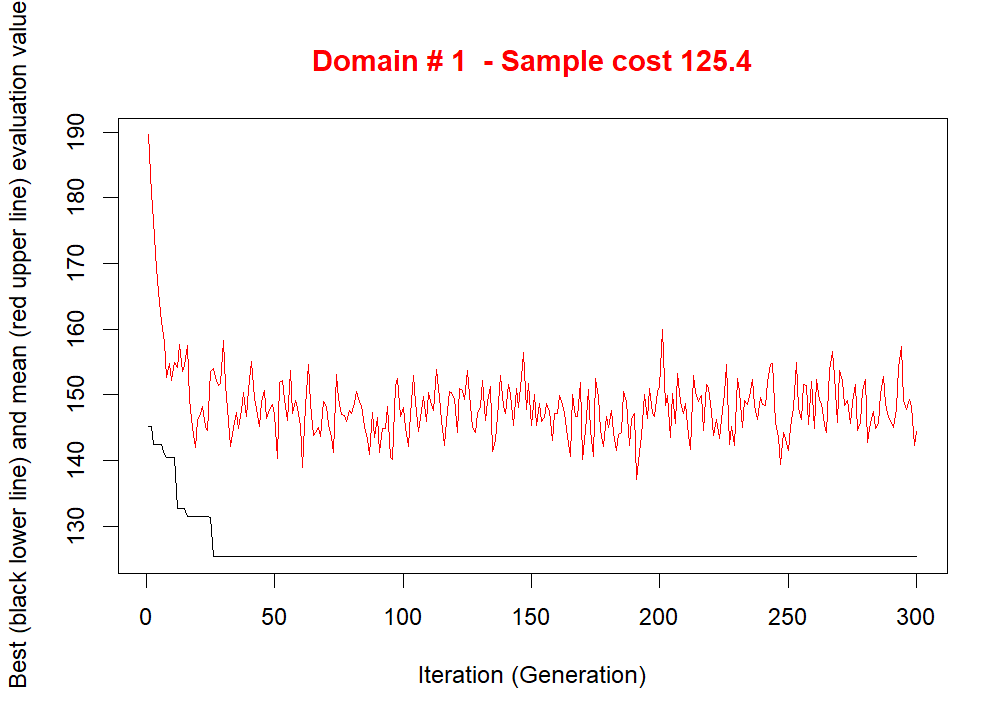 Domain # 1  - Sample cost 125.4
Best (black lower line) and mean (red upper line) evaluation value
190
180
170
160
150
140
130
0 50 100 150 200 250 300
Iteration (Generation)